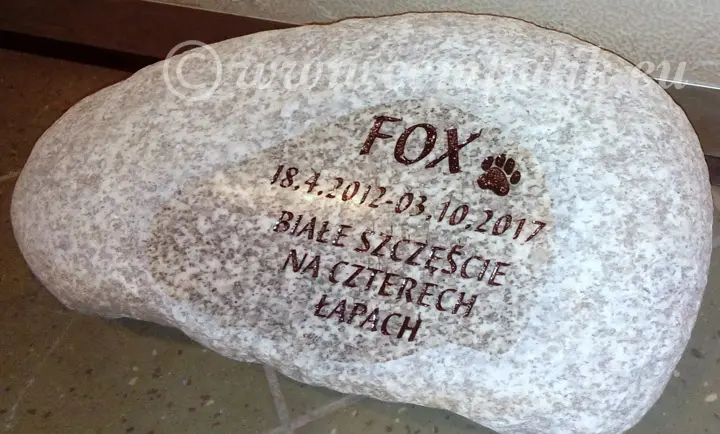 FOX
18.4.2012-03.10.2017
BIAŁE SZCZĘŚCIE
NA CZTERECH
ŁAPACH